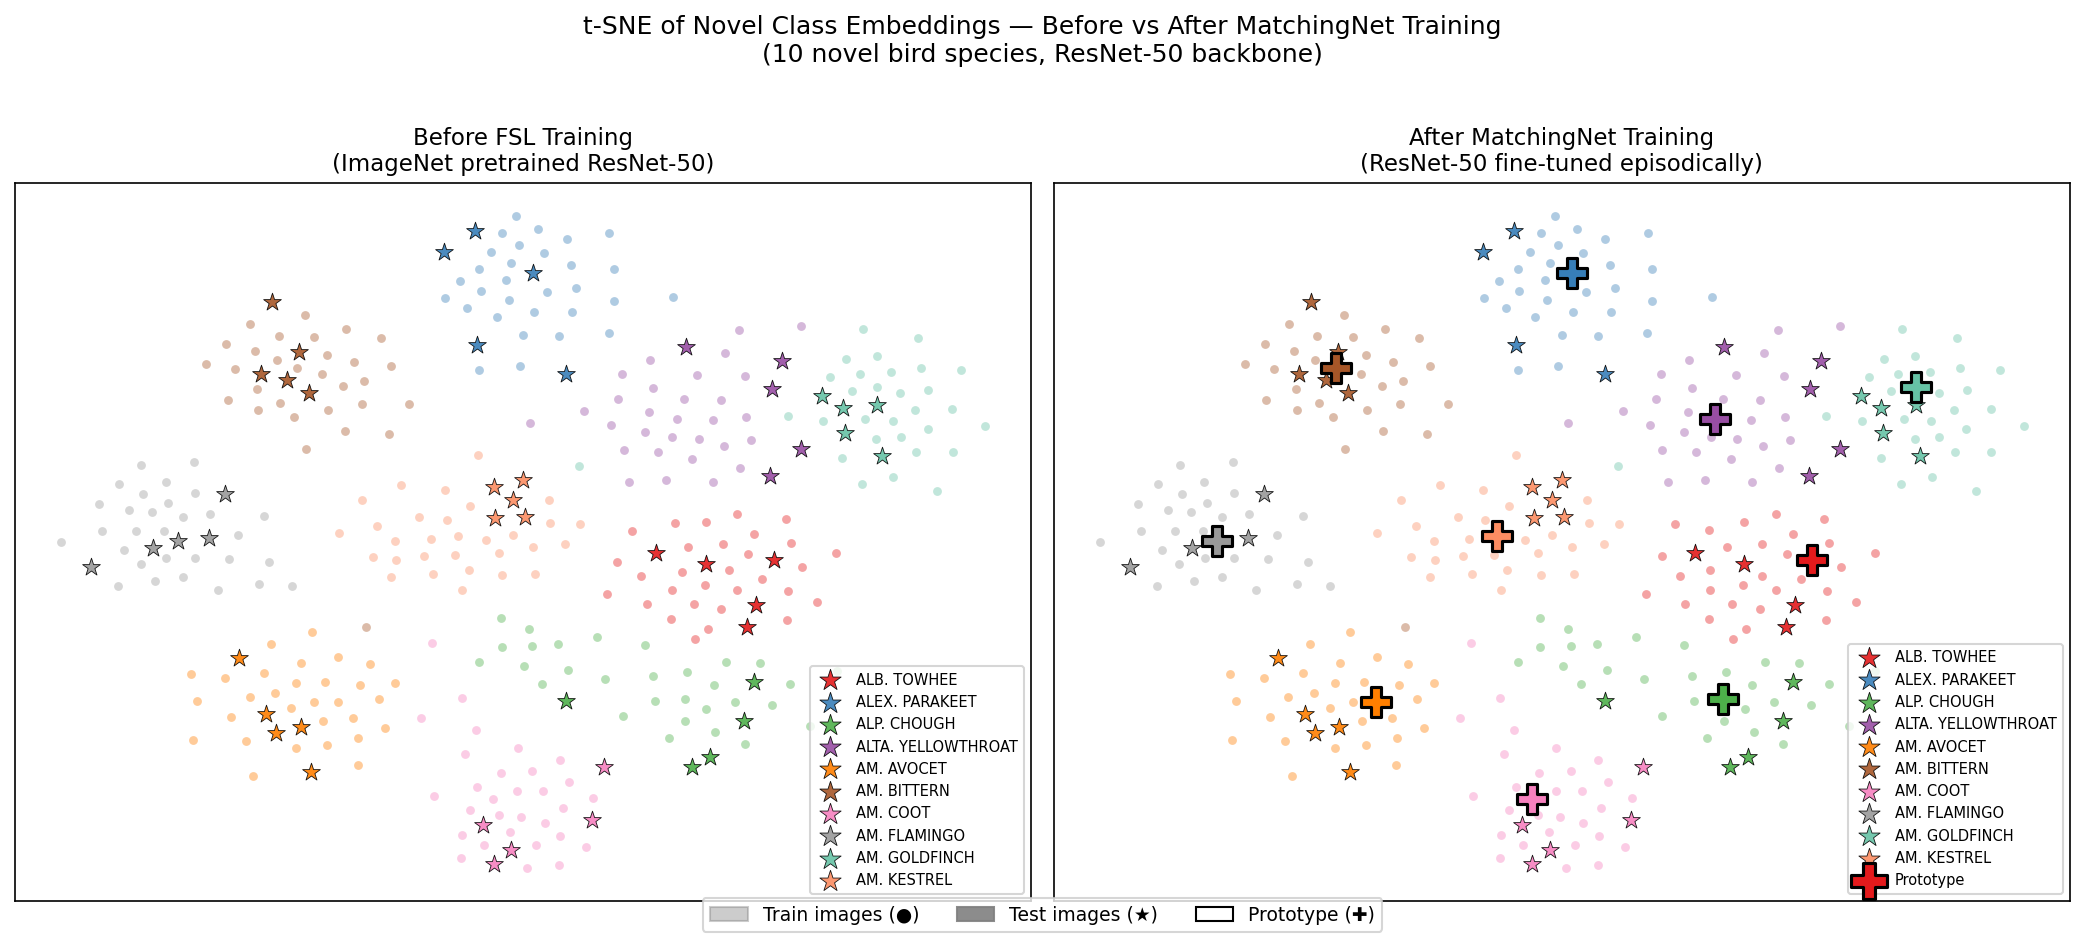 t-SNE of Novel Class Embeddings — Before vs After MatchingNet Training
(10 novel bird species, ResNet-50 backbone)
Before FSL Training
(ImageNet pretrained ResNet-50)
ALB. TOWHEE
ALEX. PARAKEET
ALP. CHOUGH
ALTA. YELLOWTHROAT
AM. AVOCET
AM. BITTERN
AM. COOT
AM. FLAMINGO
AM. GOLDFINCH
AM. KESTREL
After MatchingNet Training
(ResNet-50 fine-tuned episodically)
ALB. TOWHEE
ALEX. PARAKEET
ALP. CHOUGH
ALTA. YELLOWTHROAT
AM. AVOCET
AM. BITTERN
AM. COOT
AM. FLAMINGO
AM. GOLDFINCH
AM. KESTREL
Prototype
Train images (●) Test images (★) Prototype (✚)